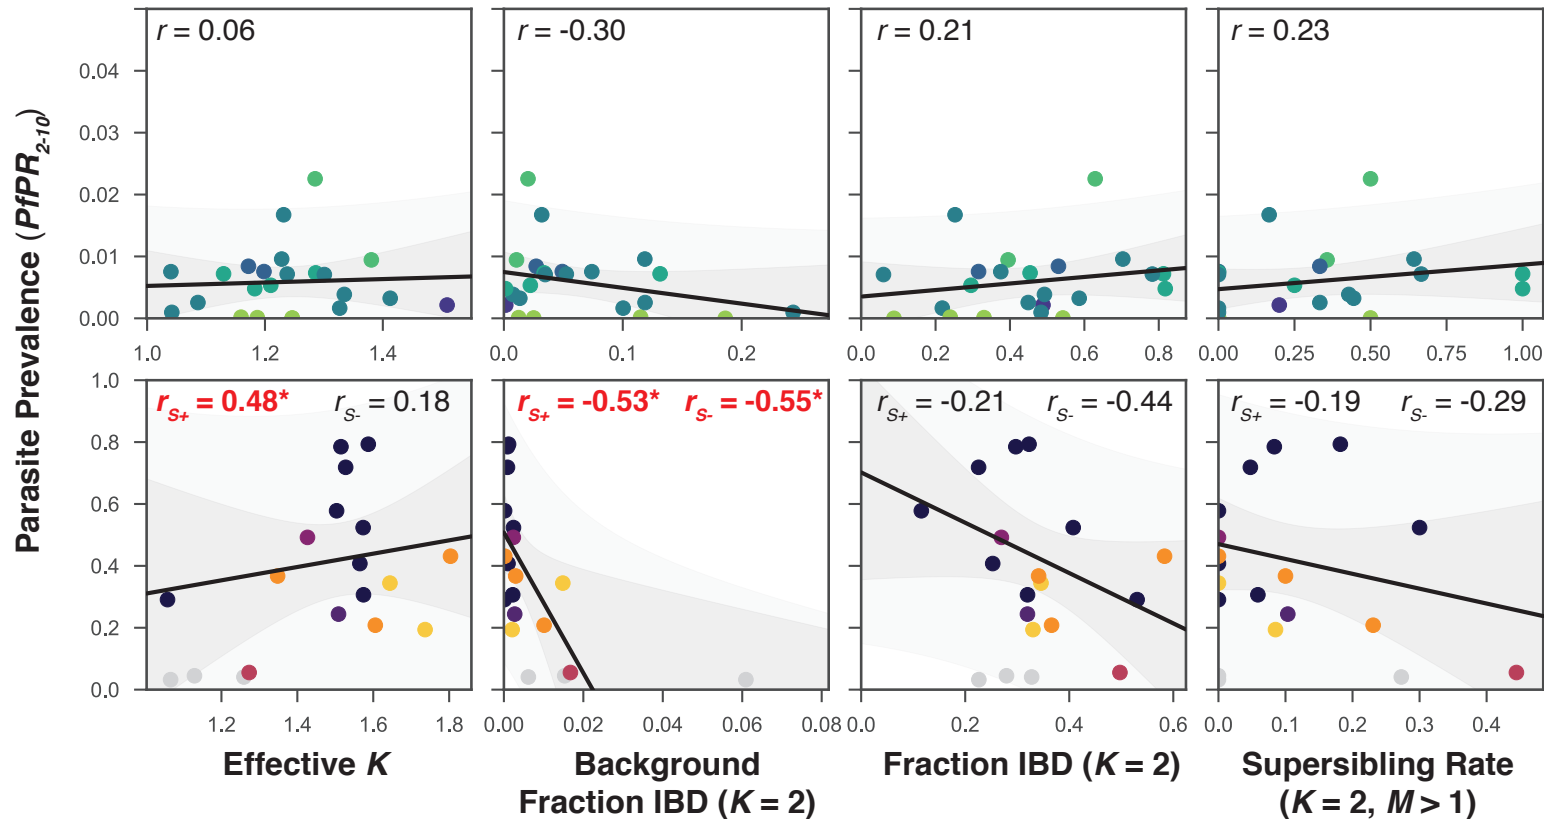 Parasite Prevalence (PfPR2-10)
r = 0.06
r = -0.30
r = 0.21
r = 0.23
0.04
0.03
0.02
0.01
0.00
1.0 1.2 1.4
0.0 0.1 0.2
0.0 0.2 0.4 0.6 0.8
0.00 0.25 0.50 0.75 1.00
rS+ = 0.48* rS- = 0.18
rS+ = -0.53* rS- = -0.55*
rS+ = -0.21 rS- = -0.44
rS+ = -0.19 rS- = -0.29
1.0
0.8
0.6
0.4
0.2
0.0
1.2 1.4 1.6 1.8
0.00 0.02 0.04 0.06 0.08
0.0 0.2 0.4 0.6
0.0 0.1 0.2 0.3 0.4
Effective K
Background
Fraction IBD (K = 2)
Fraction IBD (K = 2)
Supersibling Rate
(K = 2, M > 1)